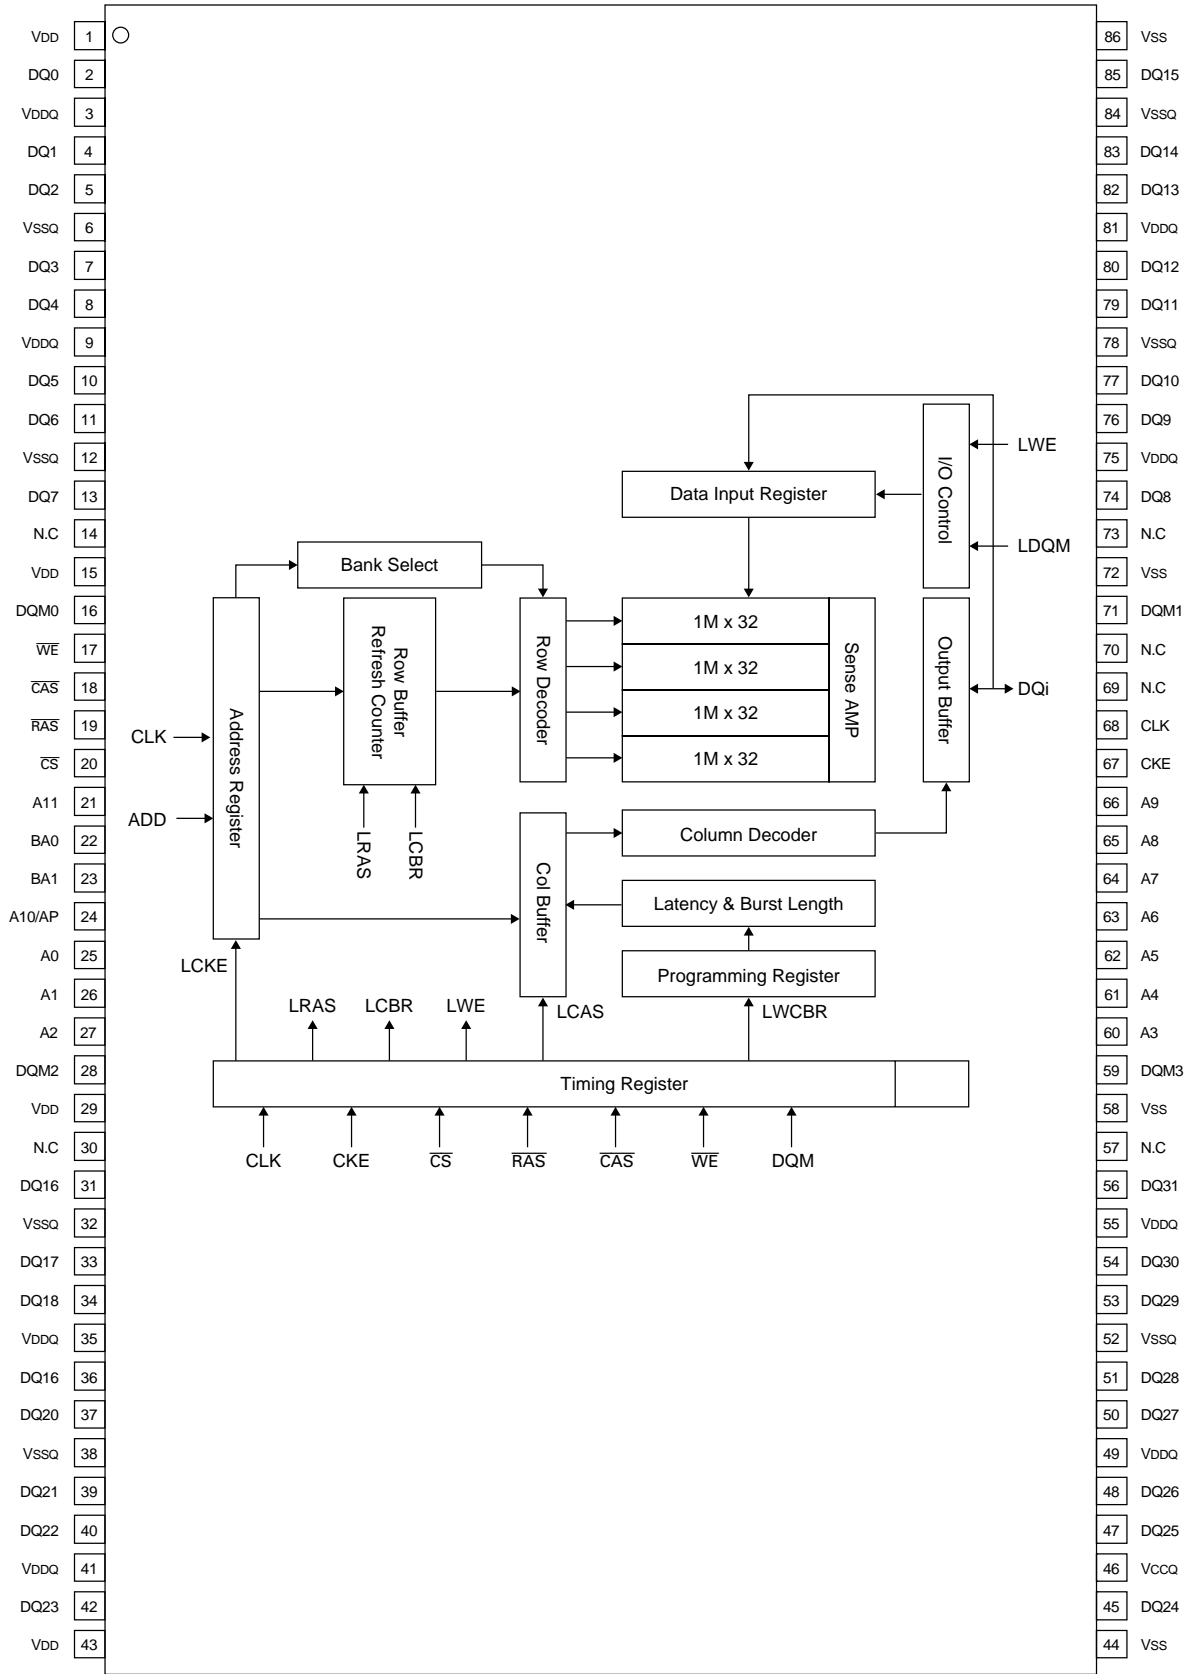 VDD 1
DQ0 2
VDDQ 3
DQ1 4
DQ2 5
VSSQ 6
DQ3 7
DQ4 8
VDDQ 9
DQ5 10
DQ6 11
VSSQ 12
DQ7 13
N.C 14
VDD 15
DQM0 16
WE 17
CAS 18
RAS 19
CS 20
A11 21
BA0 22
BA1 23
A10/AP 24
A0 25
A1 26
A2 27
DQM2 28
VDD 29
N.C 30
DQ16 31
VSSQ 32
DQ17 33
DQ18 34
VDDQ 35
DQ16 36
DQ20 37
VSSQ 38
DQ21 39
DQ22 40
VDDQ 41
DQ23 42
VDD 43
LWE
I/O Control
Data Input Register
LDQM
Bank Select
Address Register
Row Buffer
Refresh Counter
Row Decoder
1M x 32
1M x 32
1M x 32
1M x 32
Sense AMP
Output Buffer
DQi
CLK
ADD
LRAS
LCBR
Col Buffer
Column Decoder
Latency & Burst Length
Programming Register
LCKE
LRAS
LCBR
LWE
LCAS
LWCBR
Timing Register
CLK
CKE
CS
RAS
CAS
WE
DQM
86 VSS
85 DQ15
84 VSSQ
83 DQ14
82 DQ13
81 VDDQ
80 DQ12
79 DQ11
78 VSSQ
77 DQ10
76 DQ9
75 VDDQ
74 DQ8
73 N.C
72 VSS
71 DQM1
70 N.C
69 N.C
68 CLK
67 CKE
66 A9
65 A8
64 A7
63 A6
62 A5
61 A4
60 A3
59 DQM3
58 VSS
57 N.C
56 DQ31
55 VDDQ
54 DQ30
53 DQ29
52 VSSQ
51 DQ28
50 DQ27
49 VDDQ
48 DQ26
47 DQ25
46 VCCQ
45 DQ24
44 VSS